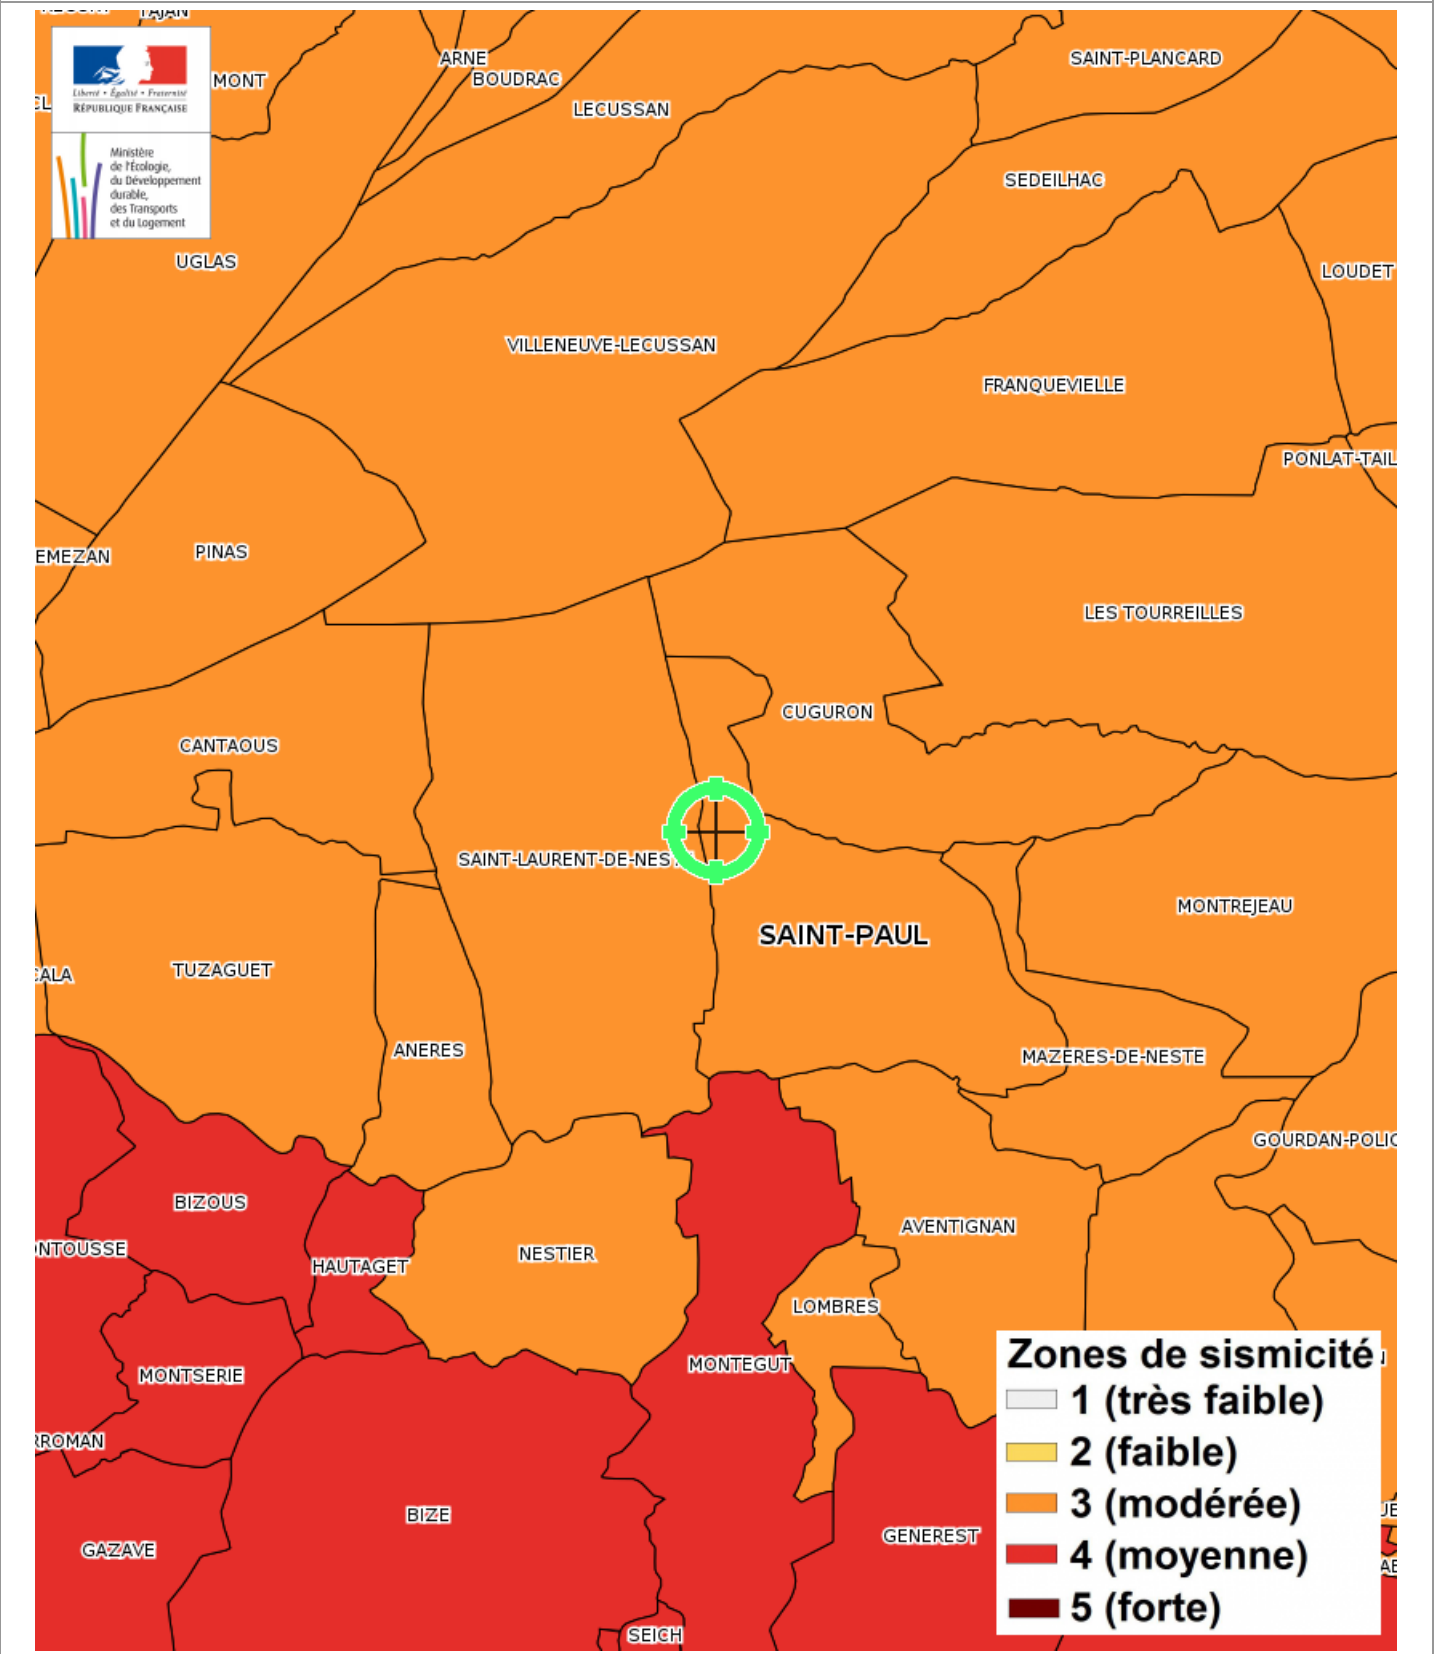 TAJAN
MONT
ARNE
BOUDRAC
SAINT-PLANCARD
LECUSSAN
Liberté • Égalité • Fraternité
RÉPUBLIQUE FRANÇAISE
Ministère
de l'Écologie,
du Développement
durable,
des Transports
et du Logement
SEDEILHAC
UGLAS
LOUDET
VILLENEUVE-LECUSSAN
FRANQUEVIELLE
PONLAT-TAIL
EMEZAN
PINAS
LES TOURREILLES
CUGURON
CANTAOUS
SAINT-LAURENT-DE-NES
MONTREJEAU
SAINT-PAUL
CALA
TUZAGUET
ANERES
MAZERES-DE-NESTE
GOURDAN-POLIG
BIZOUS
AVENTIGNAN
ONTOUSSE
HAUTAGET
NESTIER
LOMBRES
MONTSERIE
MONTEGUT
RROMAN
BIZE
GENEREST
GAZAVE
SEICH
Zones de sismicité
1 (très faible)
2 (faible)
3 (modérée)
4 (moyenne)
5 (forte)